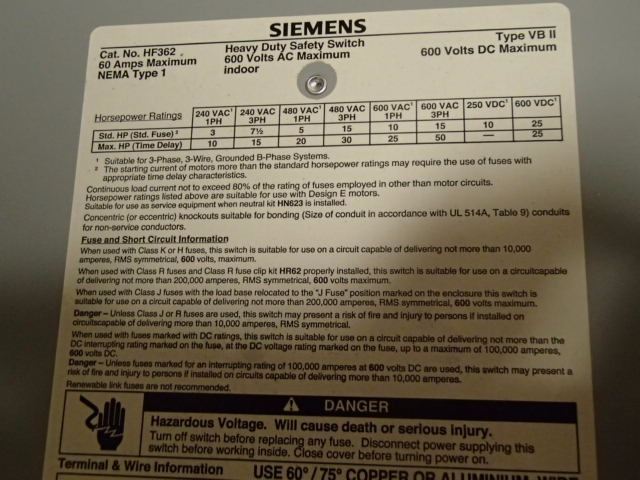 SIEMENS
Cat. No. HF362
60 Amps Maximum
NEMA Type 1
Heavy Duty Safety Switch
600 Volts AC Maximum
indoor
Type VB II
600 Volts DC Maximum
Horsepower Ratings 240 VAC¹ 1PH 240 VAC 3PH 480 VAC¹ 1PH 480 VAC 3PH 600 VAC¹ 1PH 600 VAC 3PH 250 VDC¹ 600 VDC¹
Std. HP (Std. Fuse)² 3 7½ 5 15 10 15 10 25
Max. HP (Time Delay) 10 15 20 30 25 50 — 25
¹ Suitable for 3-Phase, 3-Wire, Grounded B-Phase Systems.
² The starting current of motors more than the standard horsepower ratings may require the use of fuses with
appropriate time delay characteristics.
Continuous load current not to exceed 80% of the rating of fuses employed in other than motor circuits.
Horsepower ratings listed above are suitable for use with Design E motors.
Suitable for use as service equipment when neutral kit HN623 is installed.
Concentric (or eccentric) knockouts suitable for bonding (Size of conduit in accordance with UL 514A, Table 9) conduits
for non-service conductors.
Fuse and Short Circuit Information
When used with Class K or H fuses, this switch is suitable for use on a circuit capable of delivering not more than 10,000
amperes, RMS symmetrical, 600 volts, maximum.
When used with Class R fuses and Class R fuse clip kit HR62 properly installed, this switch is suitable for use on a circuitcapable
of delivering not more than 200,000 amperes, RMS symmetrical, 600 volts maximum.
When used with Class J fuses with the load base relocated to the "J Fuse" position marked on the enclosure this switch is
suitable for use on a circuit capable of delivering not more than 200,000 amperes, RMS symmetrical, 600 volts maximum.
Danger – Unless Class J or R fuses are used, this switch may present a risk of fire and injury to persons if installed on
circuitscapable of delivering more than 10,000 amperes, RMS symmetrical.
When used with fuses marked with DC ratings, this switch is suitable for use on a circuit capable of delivering not more than the
DC interrupting rating marked on the fuse, at the DC voltage rating marked on the fuse, up to a maximum of 100,000 amperes,
600 volts DC.
Danger – Unless fuses marked for an interrupting rating of 100,000 amperes at 600 volts DC are used, this switch may present a
risk of fire and injury to persons if installed on circuits capable of delivering more than 10,000 amperes.
Renewable link fuses are not recommended.
DANGER
Hazardous Voltage. Will cause death or serious injury.
Turn off switch before replacing any fuse. Disconnect power supplying this
switch before working inside. Close cover before turning power on.
Terminal & Wire Information USE 60°/75° COPPER OR ALUMINUM WIRE